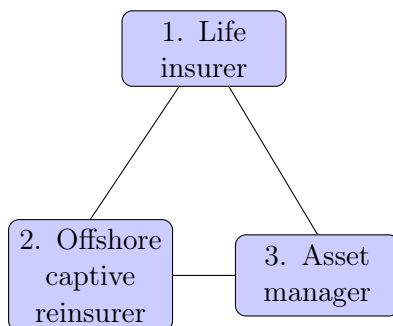 1. Life
insurer
2. Offshore
captive
reinsurer
3. Asset
manager